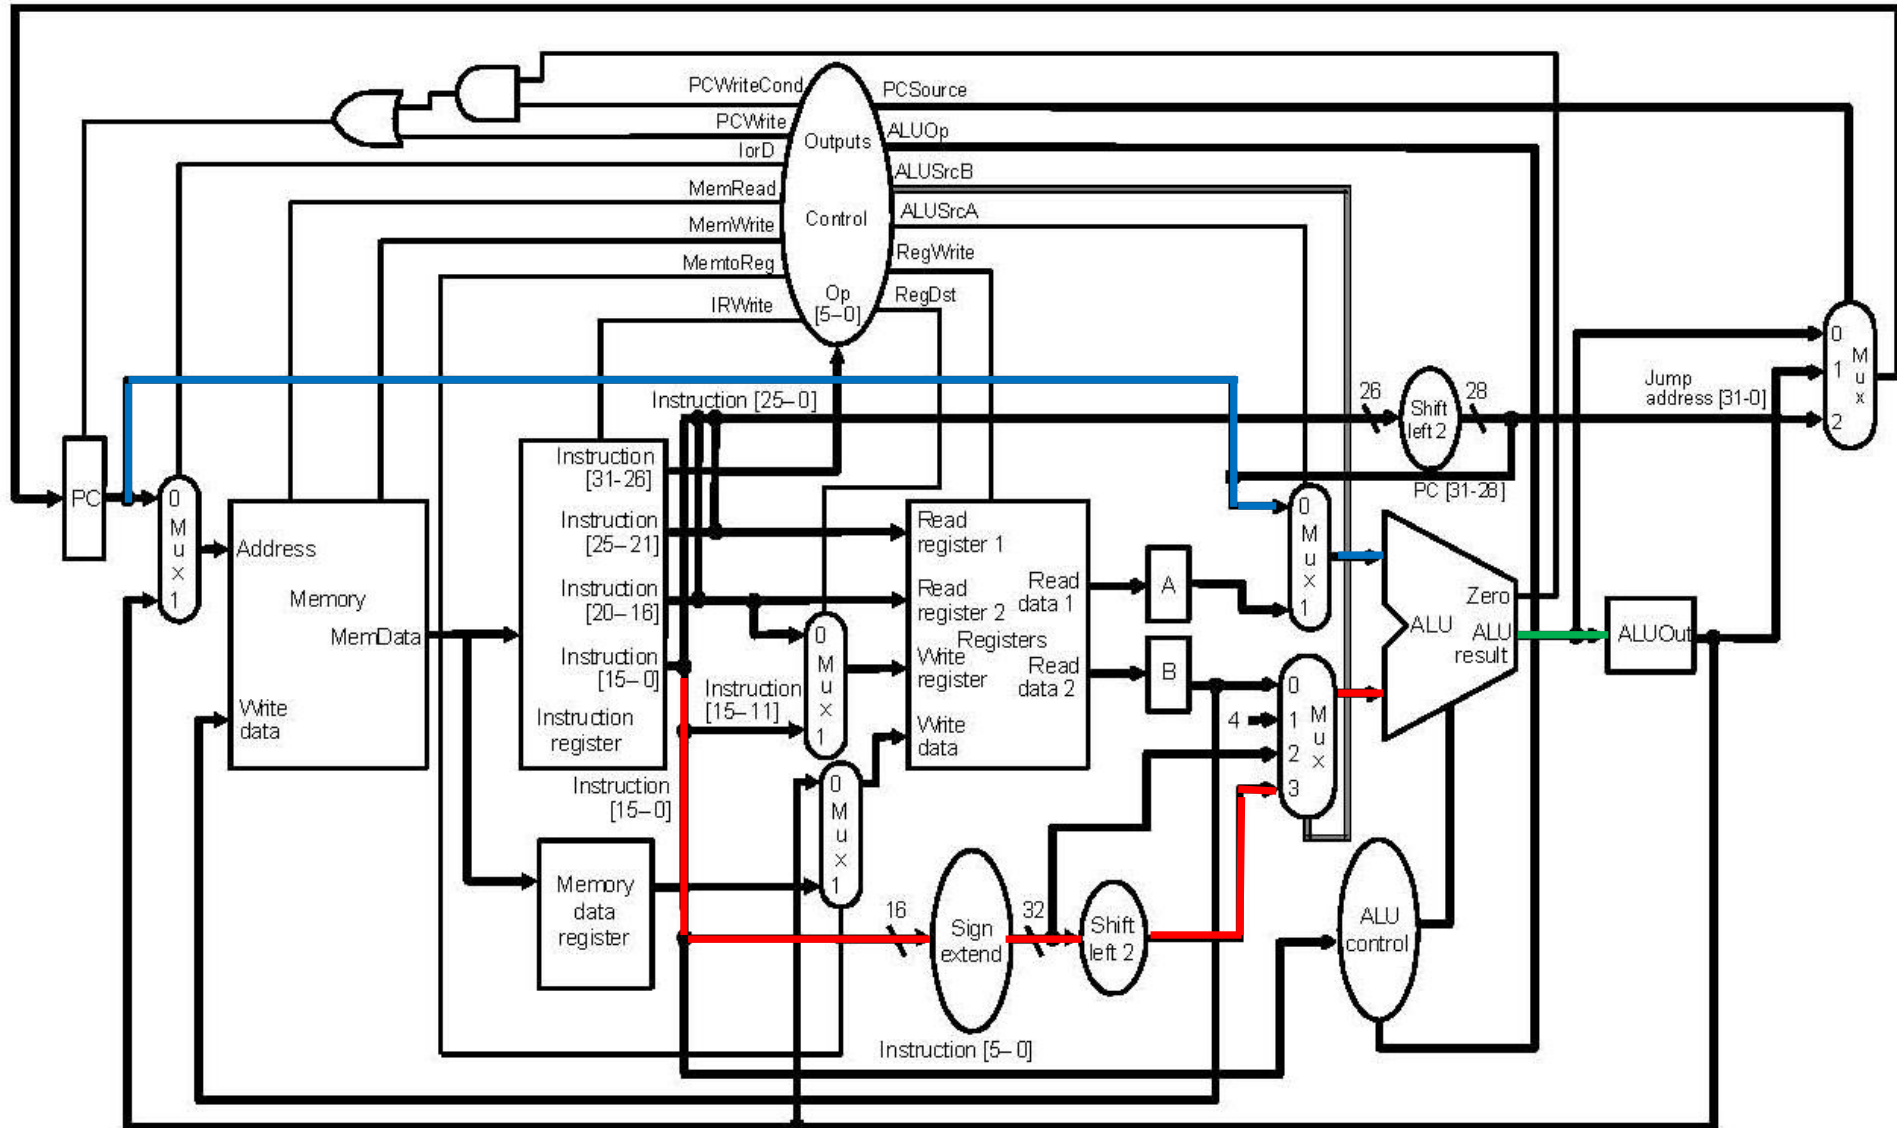 PCWriteCond
PCWrite
IorD
MemRead
MemWrite
MemtoReg
IRWrite
Outputs
Control
Op
[5–0]
PCSource
ALUOp
ALUSrcB
ALUSrcA
RegWrite
RegDst
Instruction [25–0]
26
Shift
left 2
28
Jump
address [31-0]
PC [31-28]
0
1
2
M
u
x
PC
0
M
u
x
1
Address
Memory
MemData
Write
data
Instruction
[31-26]
Instruction
[25–21]
Instruction
[20–16]
Instruction
[15–0]
Instruction
register
Instruction
[15–0]
Instruction
[15–11]
0
M
u
x
1
0
M
u
x
1
Memory
data
register
Read
register 1
Read
register 2
Registers
Write
register
Write
data
Read
data 1
Read
data 2
A
B
0
M
u
x
1
4
0
1
2
3
M
u
x
ALU
Zero
ALU
result
ALUOut
16
Sign
extend
32
Shift
left 2
ALU
control
Instruction [5–0]